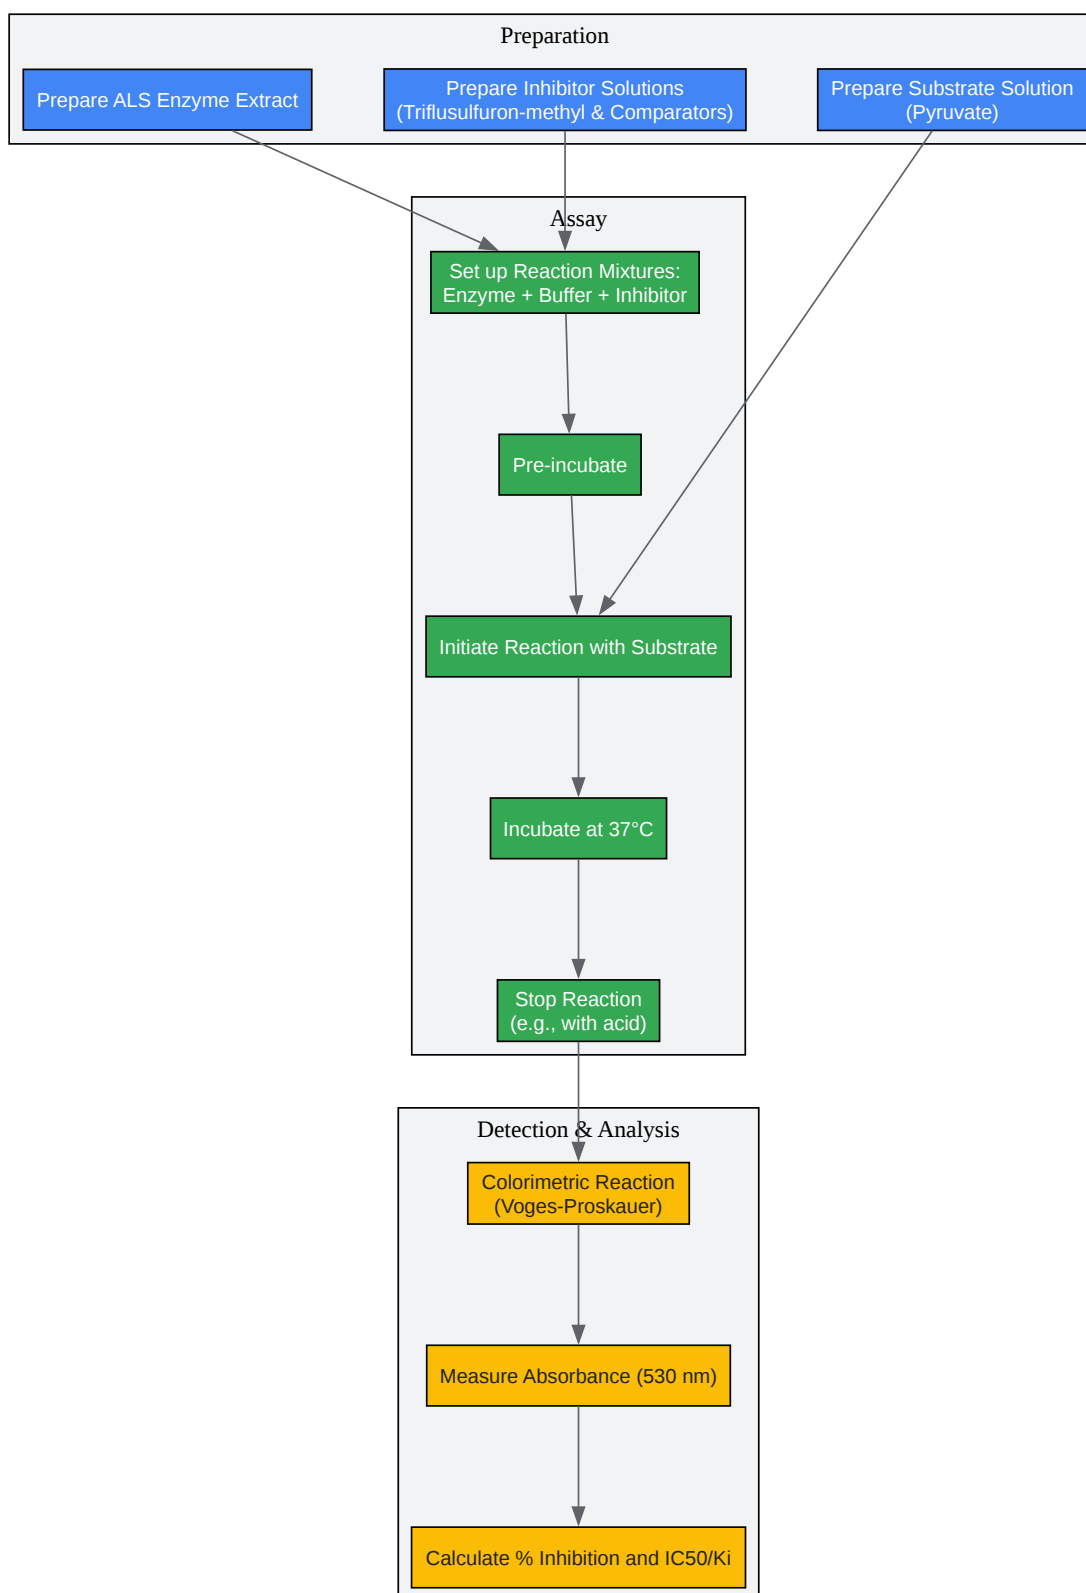 Preparation
Prepare ALS Enzyme Extract
Prepare Inhibitor Solutions
(Triflusulfuron-methyl & Comparators)
Prepare Substrate Solution
(Pyruvate)
Assay
Set up Reaction Mixtures:
Enzyme + Buffer + Inhibitor
Pre-incubate
Initiate Reaction with Substrate
Incubate at 37°C
Stop Reaction
(e.g., with acid)
Detection & Analysis
Colorimetric Reaction
(Voges-Proskauer)
Measure Absorbance (530 nm)
Calculate % Inhibition and IC50/Ki